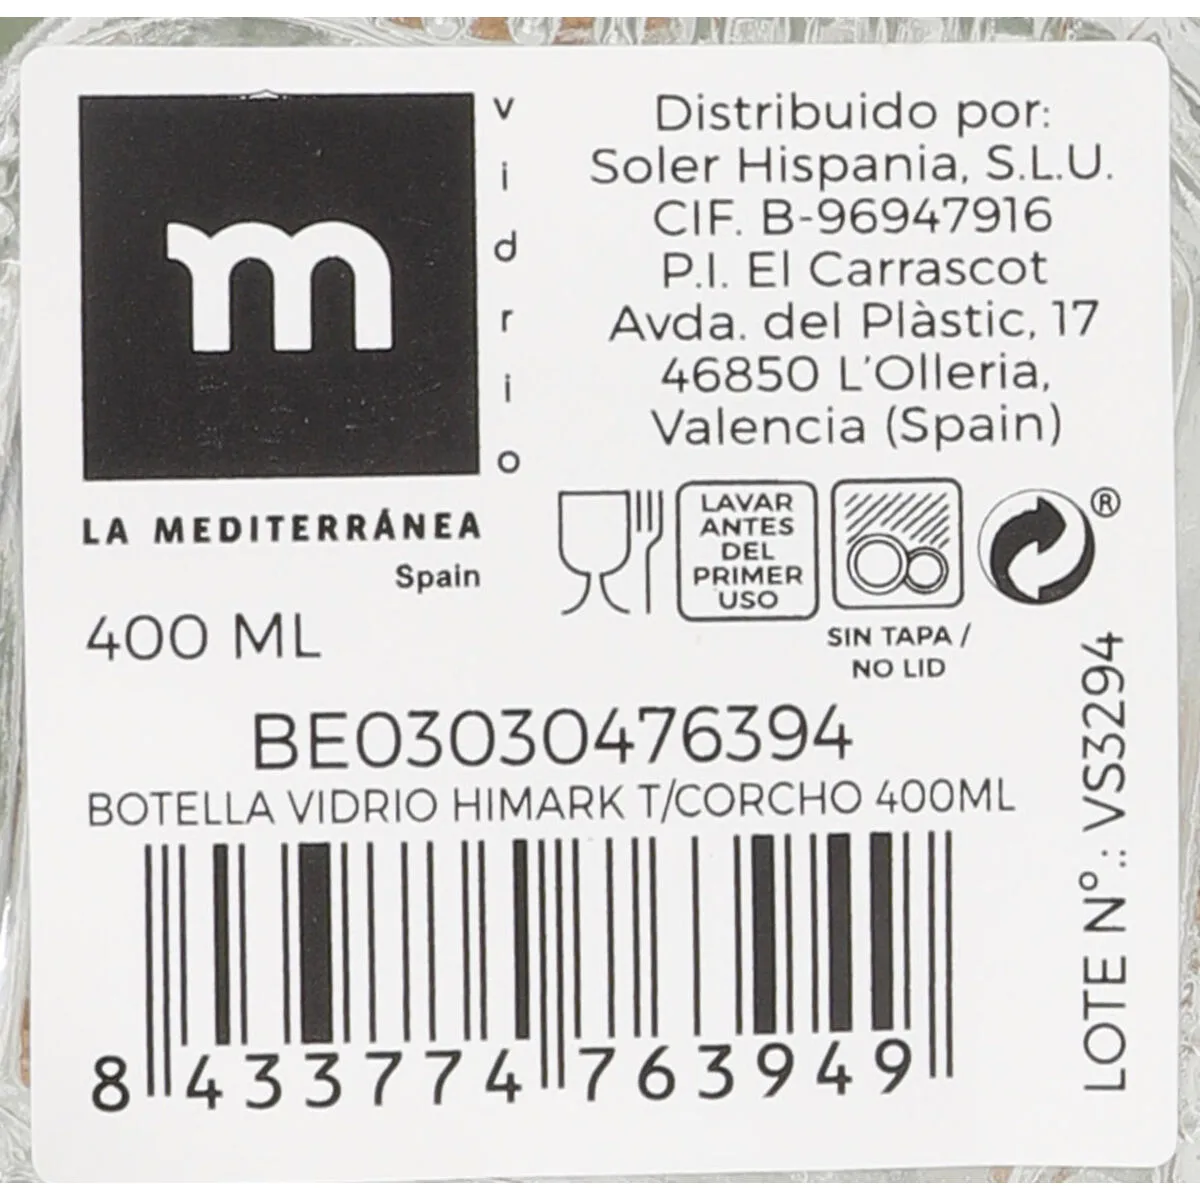 m
vidrio
LA MEDITERRÁNEA
Spain
400 ML
Distribuido por:
Soler Hispania, S.L.U.
CIF. B-96947916
P.I. El Carrascot
Avda. del Plàstic, 17
46850 L'Olleria,
Valencia (Spain)
LAVAR
ANTES
DEL
PRIMER
USO
SIN TAPA /
NO LID
®
BE03030476394
BOTELLA VIDRIO HIMARK T/CORCHO 400ML
8 433774 763949
LOTE Nº.: VS3294